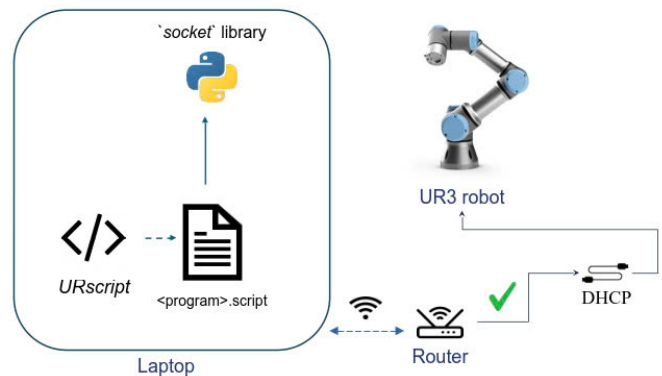 `socket` library
UR3 robot
URscript
<program>.script
DHCP
Router
Laptop